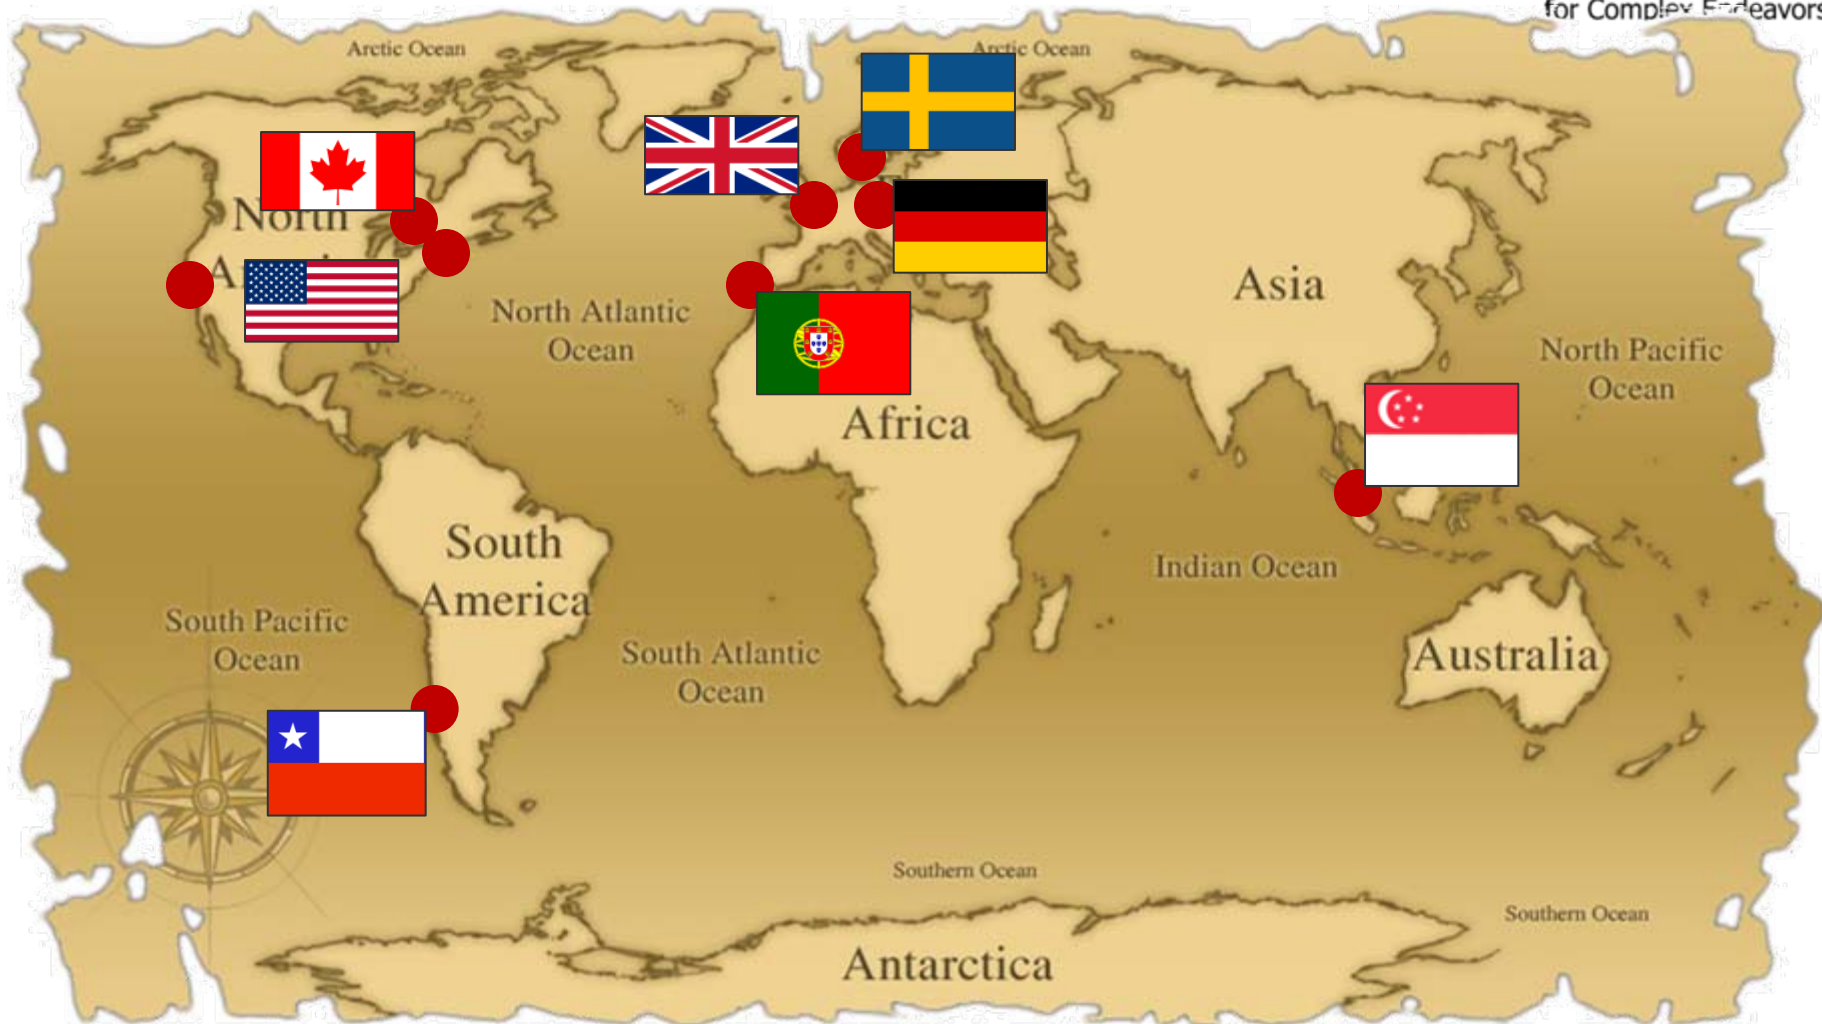 for Complex Endeavors
Arctic Ocean
Arctic Ocean
North
North Atlantic
Ocean
Asia
North Pacific
Ocean
Africa
South
America
Indian Ocean
South Pacific
Ocean
South Atlantic
Ocean
Australia
Southern Ocean
Southern Ocean
Antarctica